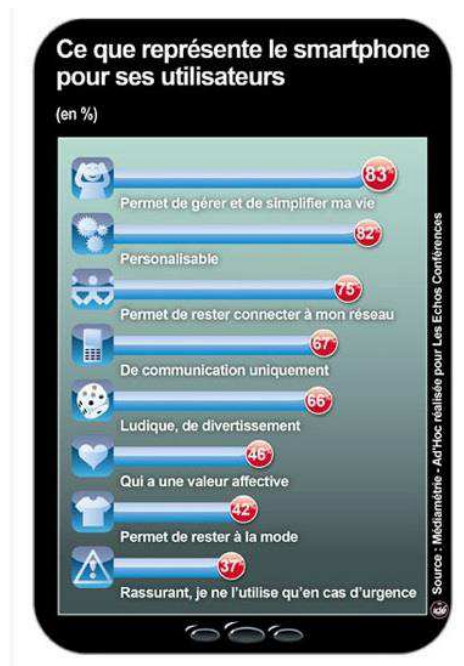 Ce que représente le smartphone
pour ses utilisateurs
(en %)
83%
Permet de gérer et de simplifier ma vie
82%
Personalisable
75%
Permet de rester connecter à mon réseau
67%
De communication uniquement
66%
Ludique, de divertissement
46%
Qui a une valeur affective
42%
Permet de rester à la mode
37%
Rassurant, je ne l'utilise qu'en cas d'urgence
Source : Médiamétrie - Ad'Hoc réalisée pour Les Echos Conférences
idé